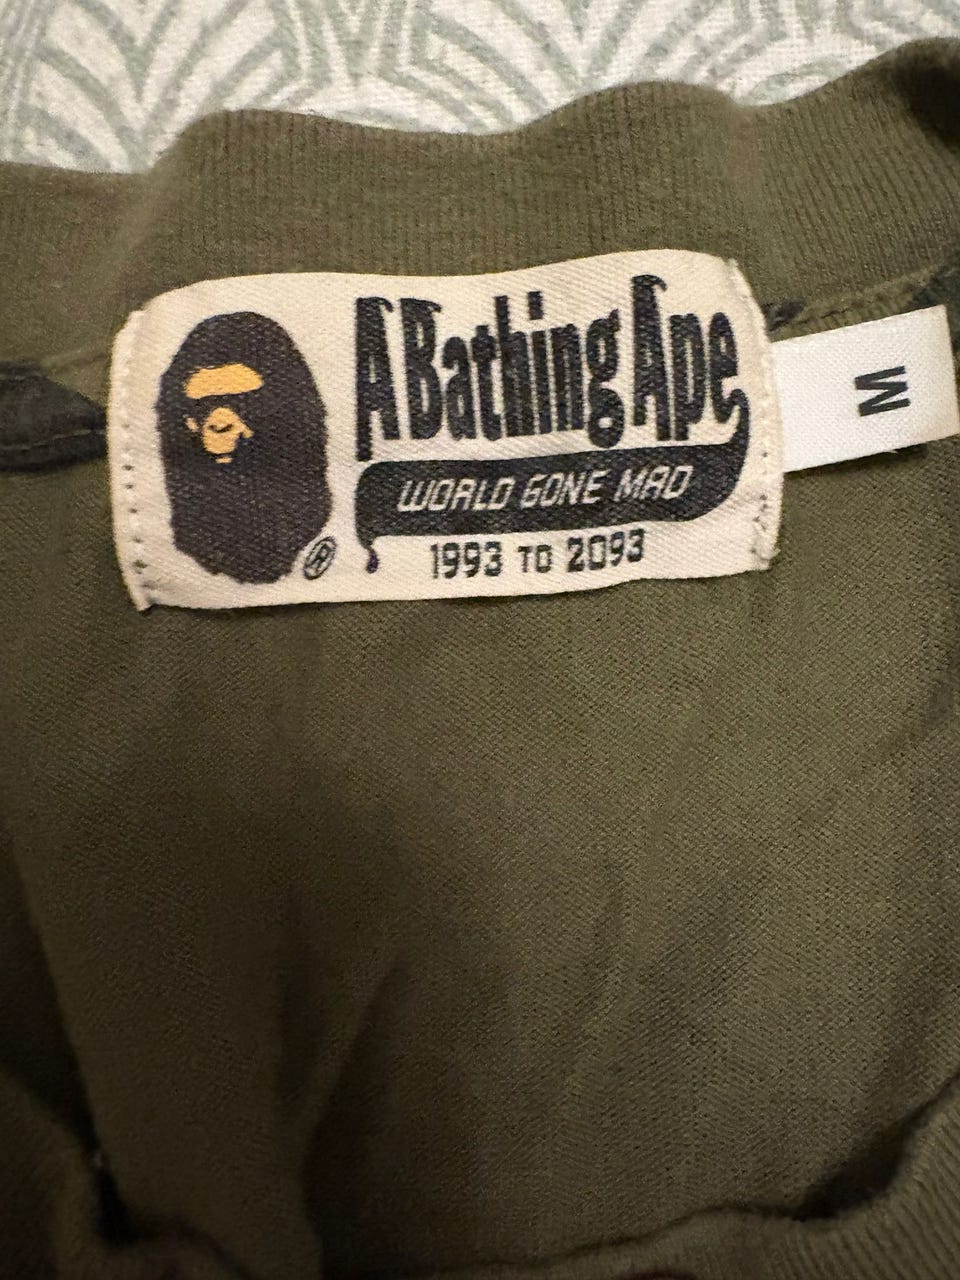 A Bathing Ape
WORLD GONE MAD
1993 TO 2093
®
M